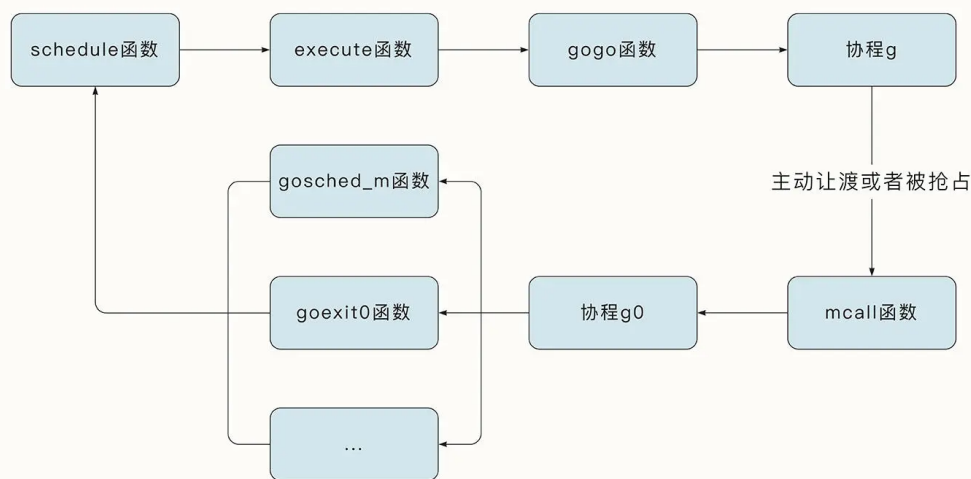 schedule函数
execute函数
gogo函数
协程g
gosched_m函数
主动让渡或者被抢占
goexit0函数
协程g0
mcall函数
...